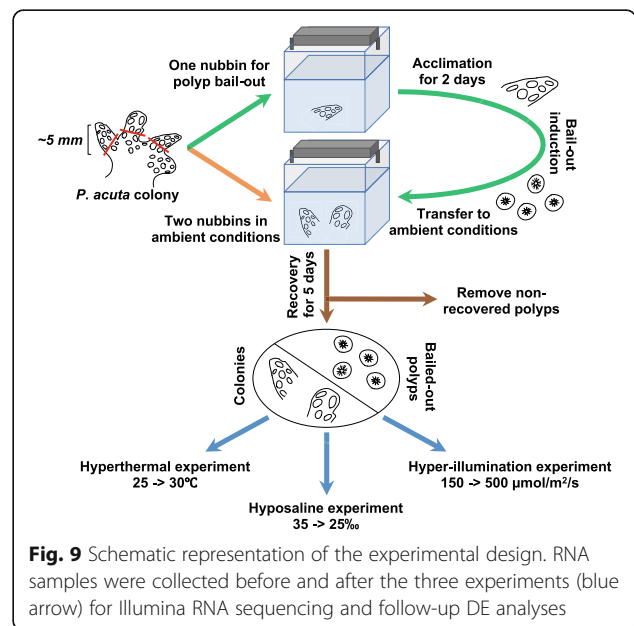 One nubbin for
polyp bail-out
Acclimation
for 2 days
~5 mm
P. acuta colony
Bail-out
induction
Two nubbins in
ambient conditions
Transfer to
ambient conditions
Recovery
for 5 days
Remove non-
recovered polyps
Colonies
Bailed-out
polyps
Hyperthermal experiment
25 -> 30℃
Hyposaline experiment
35 -> 25‰
Hyper-illumination experiment
150 -> 500 µmol/m²/s
Fig. 9 Schematic representation of the experimental design. RNA
samples were collected before and after the three experiments (blue
arrow) for Illumina RNA sequencing and follow-up DE analyses